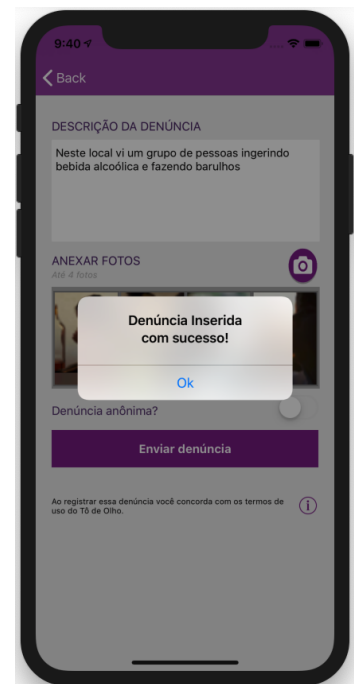 9:40
Back
DESCRIÇÃO DA DENÚNCIA
Neste local vi um grupo de pessoas ingerindo
bebida alcoólica e fazendo barulhos
ANEXAR FOTOS
Até 4 fotos
Denúncia Inserida
com sucesso!
Ok
Denúncia anônima?
Enviar denúncia
Ao registrar essa denúncia você concorda com os termos de
uso do Tô de Olho.